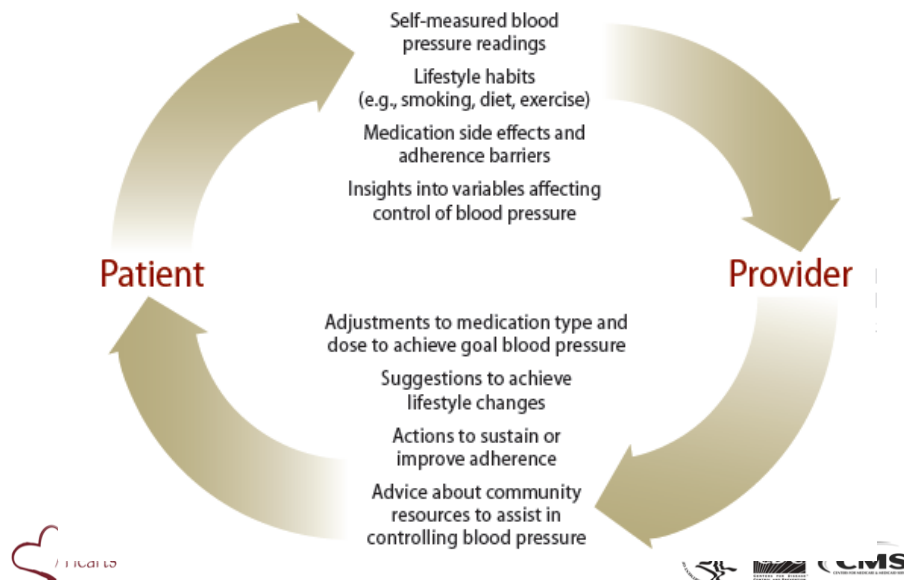 Self-measured blood
pressure readings
Lifestyle habits
(e.g., smoking, diet, exercise)
Medication side effects and
adherence barriers
Insights into variables affecting
control of blood pressure
Patient
Provider
Adjustments to medication type and
dose to achieve goal blood pressure
Suggestions to achieve
lifestyle changes
Actions to sustain or
improve adherence
Advice about community
resources to assist in
controlling blood pressure
CMS